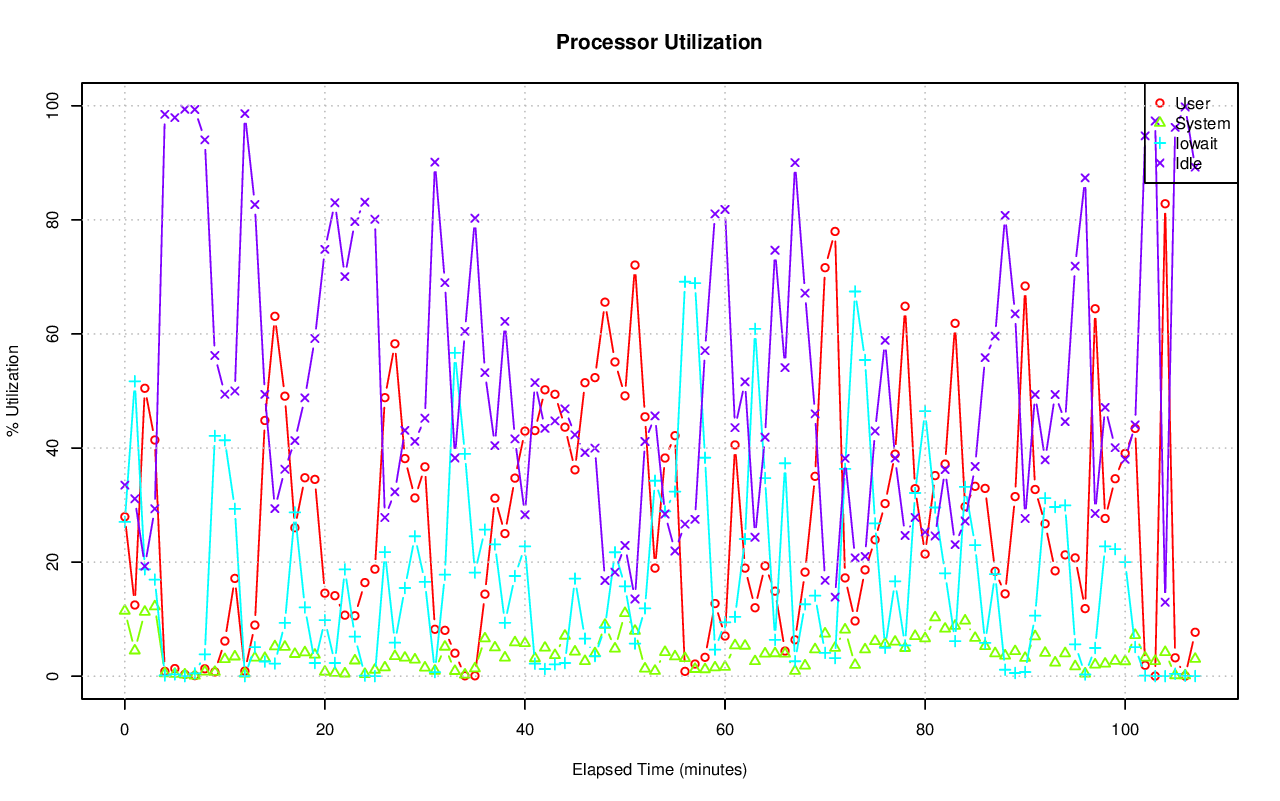 Processor Utilization
% Utilization
100
80
60
40
20
0
User
System
Iowait
Idle
0 20 40 60 80 100
Elapsed Time (minutes)